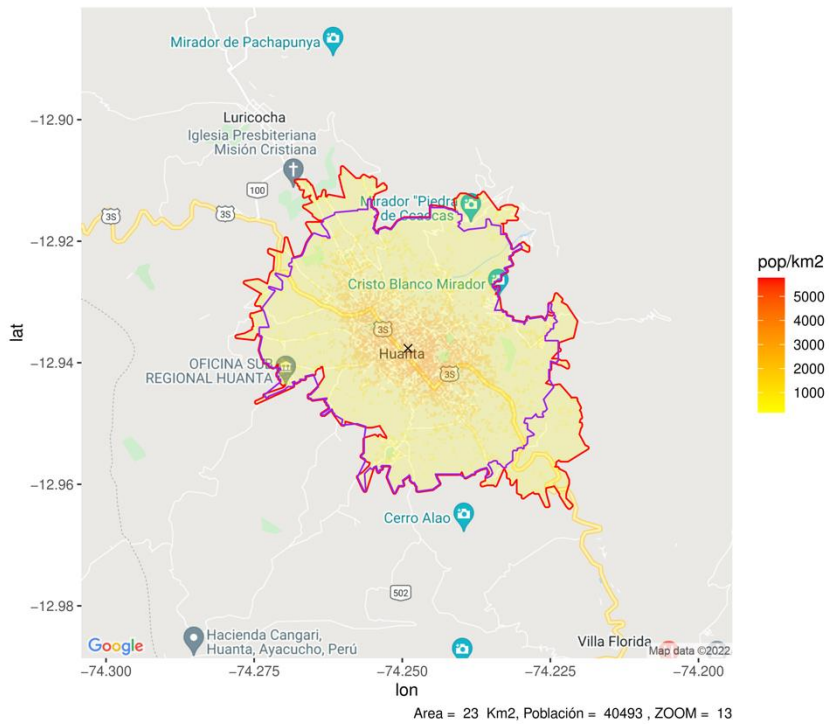 Mirador de Pachapunya
−12.90
Luricocha
Iglesia Presbiteriana
Misión Cristiana
100
3S
3S
Mirador "Piedra
de Ccaccas
−12.92
Cristo Blanco Mirador
3S
Huanta
−12.94
OFICINA SUB
REGIONAL HUANTA
3S
−12.96
Cerro Alao
502
−12.98
Hacienda Cangari,
Huanta, Ayacucho, Perú
Villa Florida
Google
Map data ©2022
lat
−74.300
−74.275
−74.250
−74.225
−74.200
lon
pop/km2
5000
4000
3000
2000
1000
Area = 23 Km2, Población = 40493 , ZOOM = 13